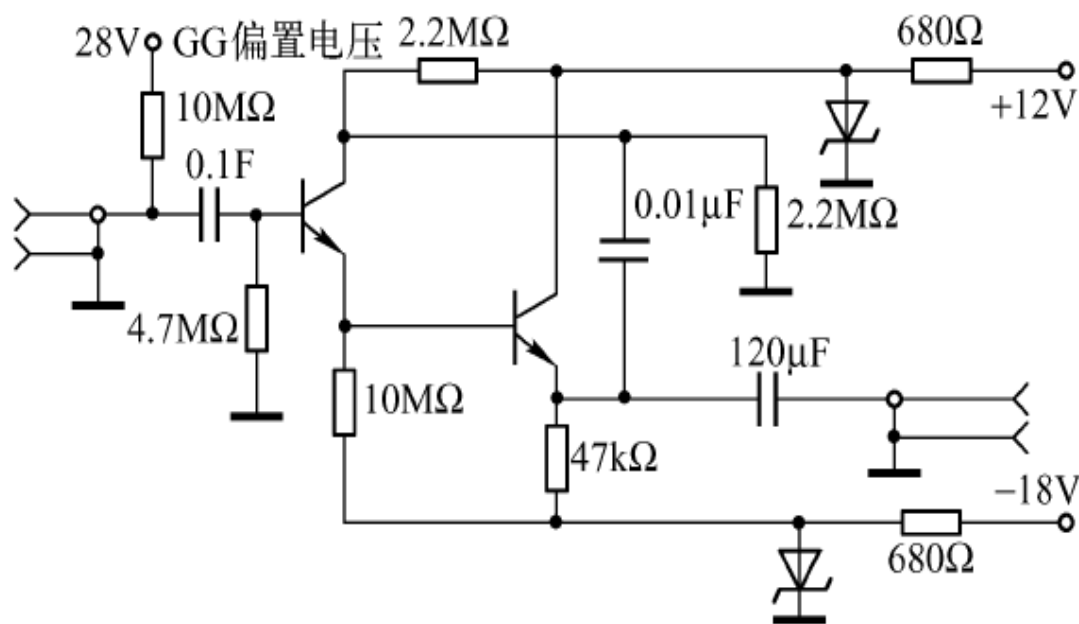 28V GG偏置电压
2.2MΩ
680Ω
+12V
10MΩ
0.1F
0.01μF
2.2MΩ
4.7MΩ
120μF
10MΩ
47kΩ
−18V
680Ω